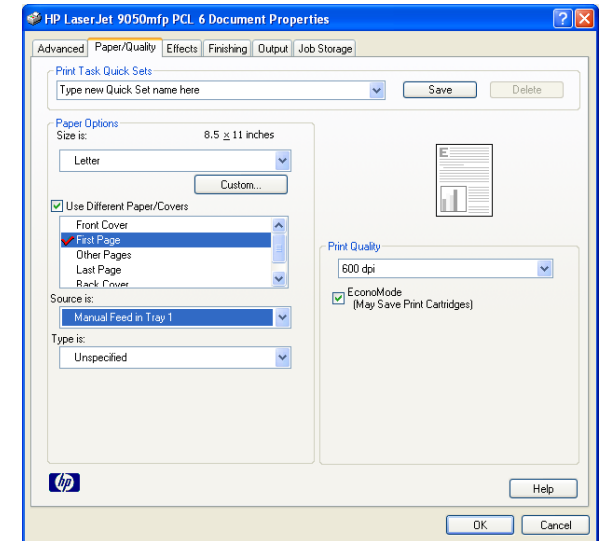 HP LaserJet 9050mfp PCL 6 Document Properties
Advanced Paper/Quality Effects Finishing Output Job Storage
Print Task Quick Sets
Type new Quick Set name here Save Delete
Paper Options
Size is: 8.5 × 11 inches
Letter
Custom...
Use Different Paper/Covers
Front Cover
First Page
Other Pages
Last Page
Back Cover
Source is:
Manual Feed in Tray 1
Type is:
Unspecified
E
Print Quality
600 dpi
EconoMode
(May Save Print Cartridges)
hp
Help
OK Cancel